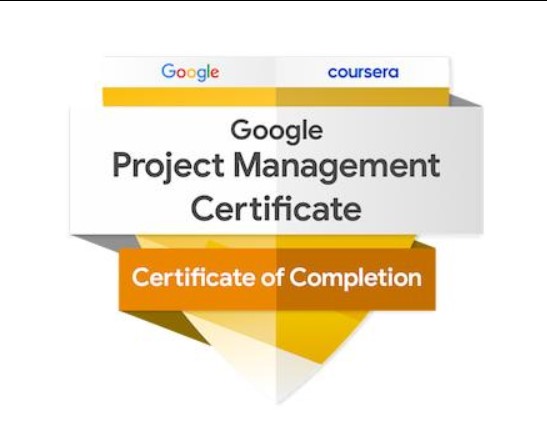 Google coursera
Google
Project Management
Certificate
Certificate of Completion